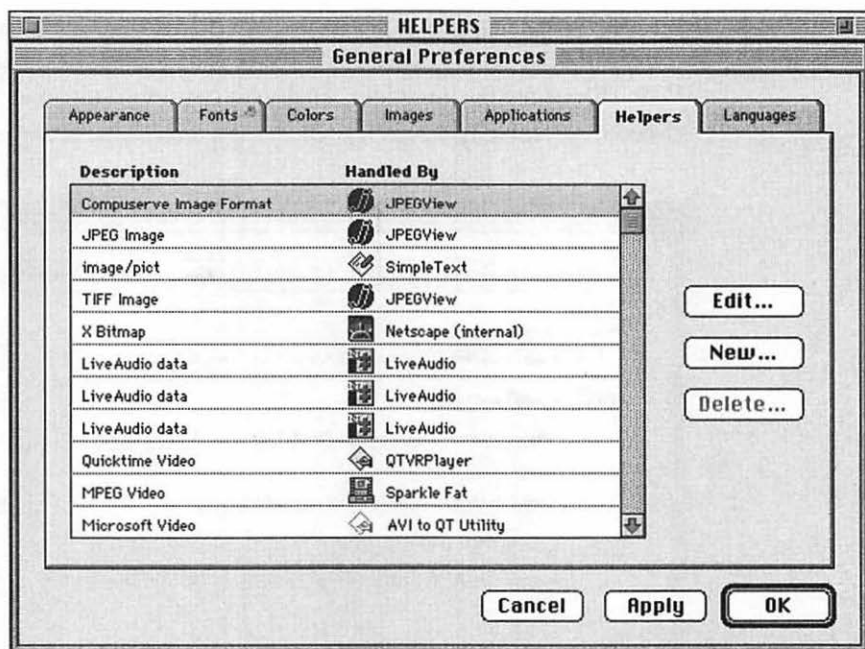 HELPERS
General Preferences
Appearance Fonts Colors Images Applications Helpers Languages
Description Handled By
Compuserve Image Format JPEGView
JPEG Image JPEGView
image/pict SimpleText
TIFF Image JPEGView
X Bitmap Netscape (internal)
LiveAudio data LiveAudio
LiveAudio data LiveAudio
LiveAudio data LiveAudio
Quicktime Video QTVRPlayer
MPEG Video Sparkle Fat
Microsoft Video AVI to QT Utility
Edit...
New...
Delete...
Cancel Apply OK